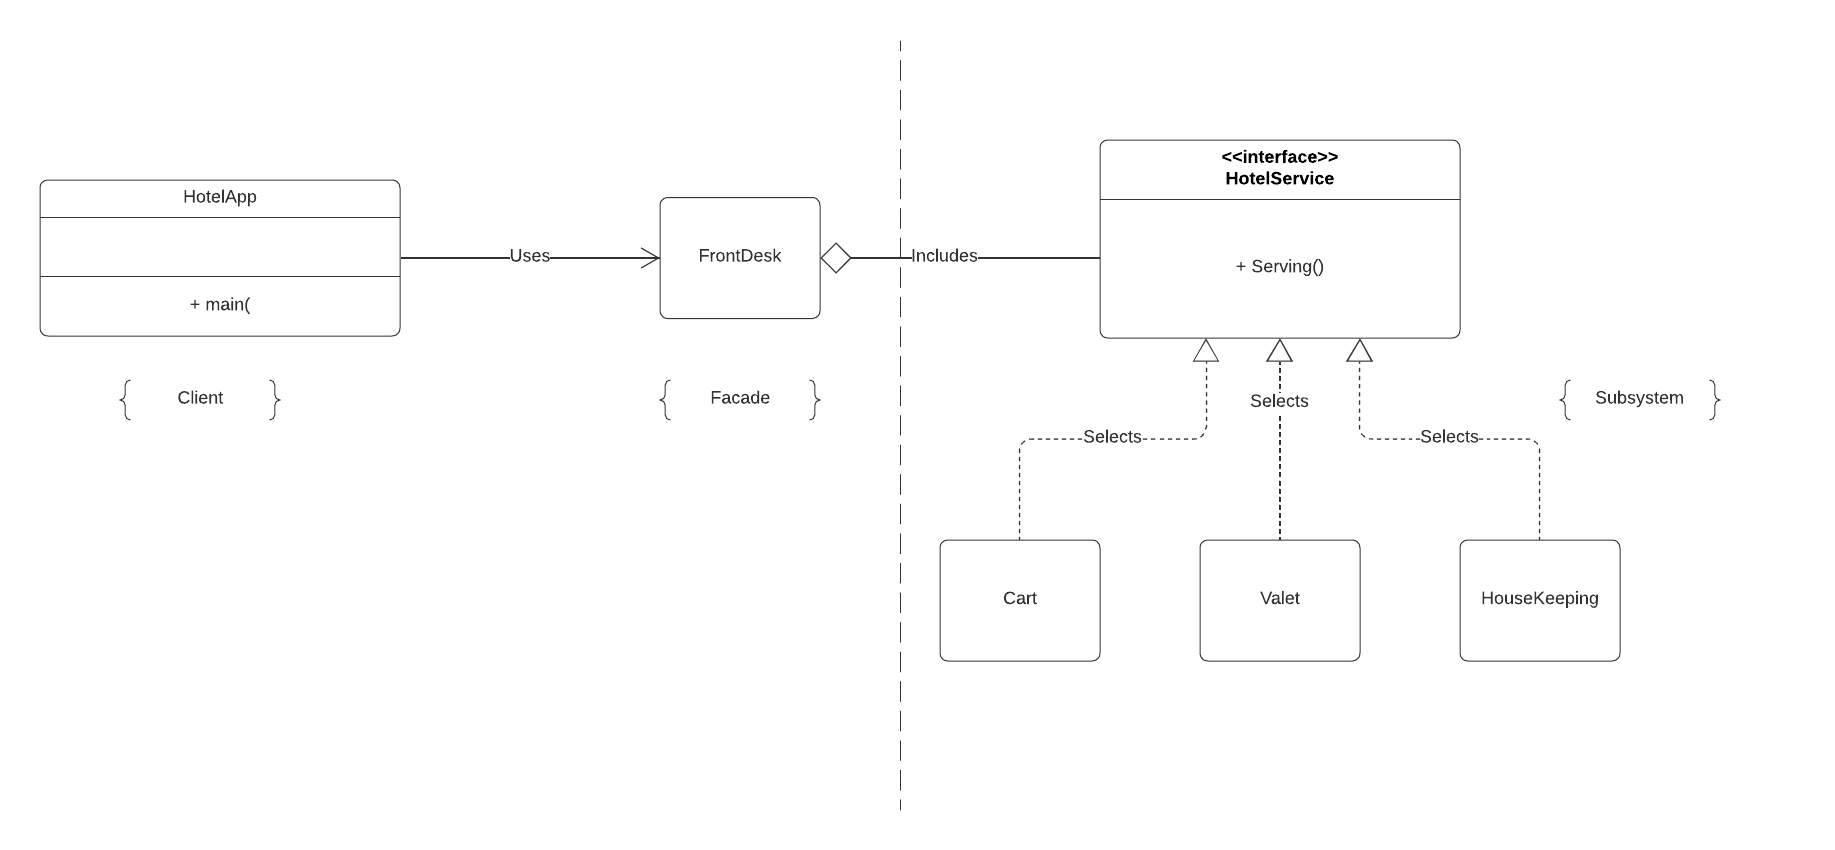 HotelApp
+ main(
Uses
FrontDesk
Includes
<<interface>>
HotelService
+ Serving()
Client
Facade
Subsystem
Selects
Selects
Selects
Cart
Valet
HouseKeeping